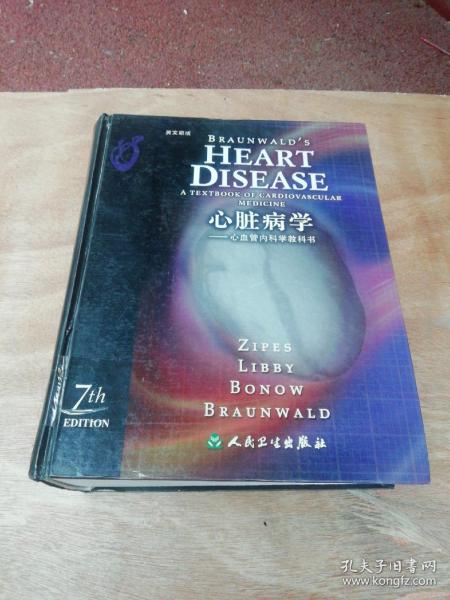 英文原版
BRAUNWALD'S
HEART
DISEASE
A TEXTBOOK OF CARDIOVASCULAR
MEDICINE
心脏病学
——心血管内科学教科书
ZIPES
LIBBY
BONOW
BRAUNWALD
7th
EDITION
人民卫生出版社
孔夫子旧书网
www.kongfz.com